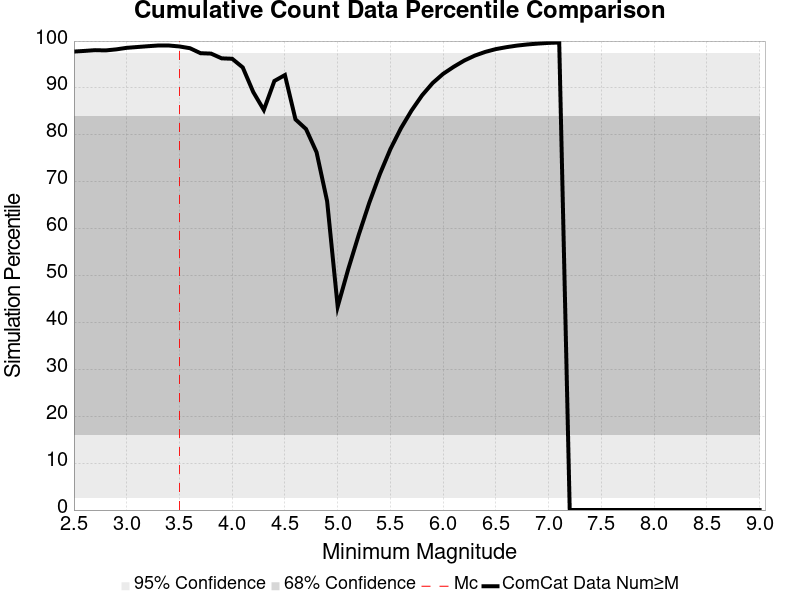 Cumulative Count Data Percentile Comparison
100
90
80
70
60
50
40
30
20
10
0
Simulation Percentile
2.5 3.0 3.5 4.0 4.5 5.0 5.5 6.0 6.5 7.0 7.5 8.0 8.5 9.0
Minimum Magnitude
95% Confidence 68% Confidence Mc ComCat Data Num≥M